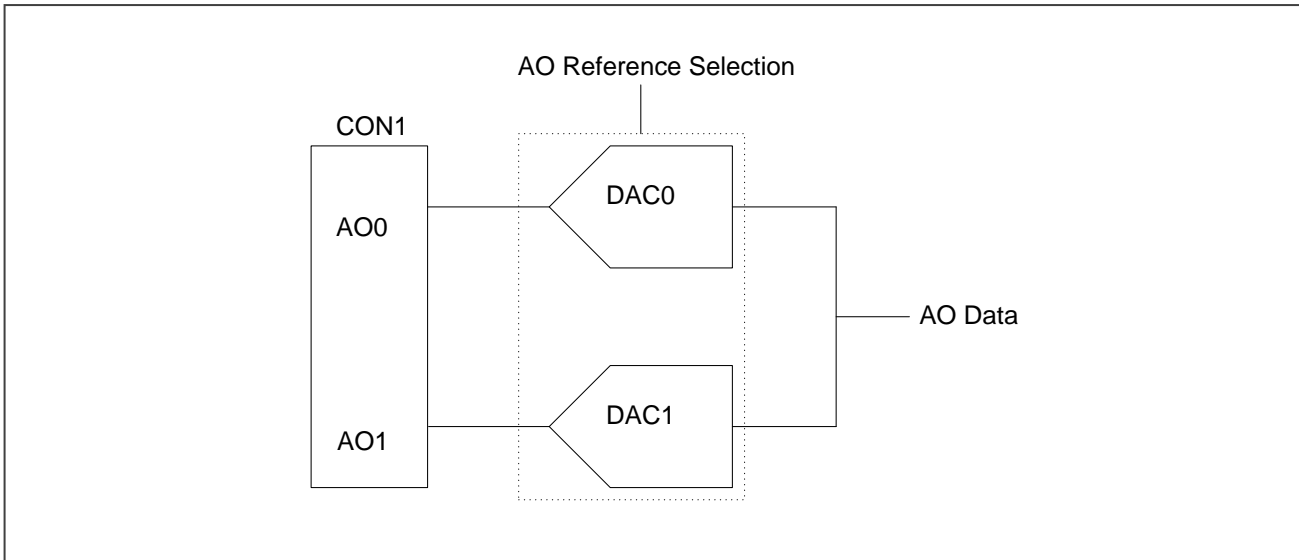 AO Reference Selection
CON1
DAC0
AO0
AO Data
DAC1
AO1